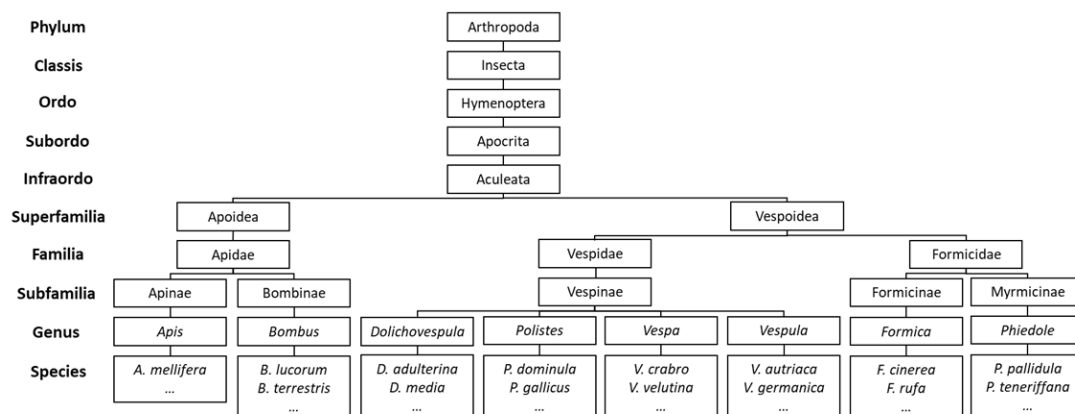 Phylum Arthropoda
Classis Insecta
Ordo Hymenoptera
Subordo Apocrita
Infraordo Aculeata
Superfamilia Apoidea Vespoidea
Familia Apidae Vespidae Formicidae
Subfamilia Apinae Bombinae Vespinae Formicinae Myrmicinae
Genus Apis Bombus Dolichovespula Polistes Vespa Vespula Formica Phiedole
Species A. mellifera B. lucorum D. adulterina P. dominula V. crabro V. autriaca F. cinerea P. pallidula
... B. terrestris D. media P. gallicus V. velutina V. germanica F. rufa P. teneriffana
... ... ... ... ... ... ...